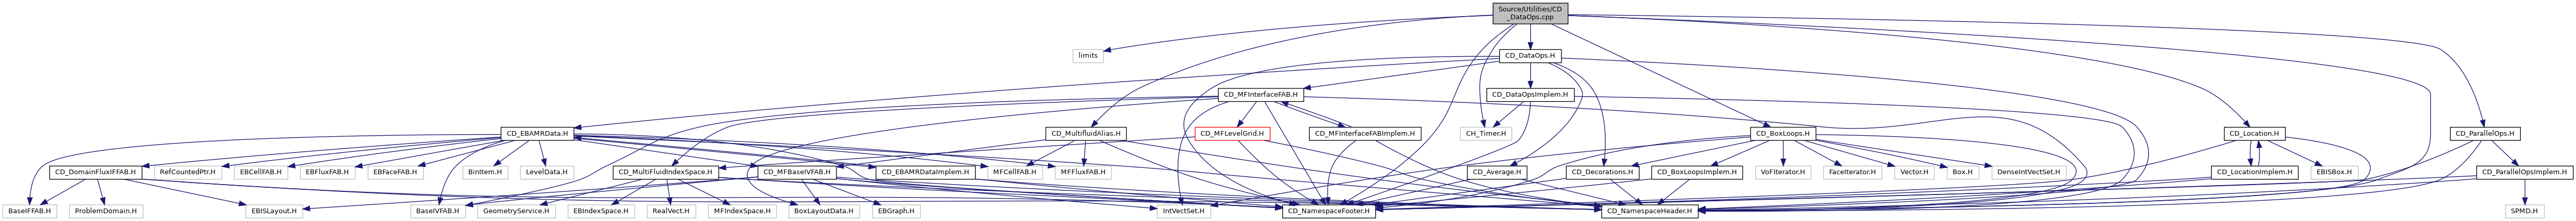 Source/Utilities/CD
_DataOps.cpp
limits
CD_DataOps.H
CD_MFInterfaceFAB.H
CD_DataOpsImplem.H
CD_EBAMRData.H
CD_MultifluidAlias.H
CD_MFLevelGrid.H
CD_MFInterfaceFABImplem.H
CH_Timer.H
CD_BoxLoops.H
CD_Location.H
CD_ParallelOps.H
CD_DomainFluxIFFAB.H
RefCountedPtr.H
EBCellFAB.H
EBFluxFAB.H
EBFaceFAB.H
BinItem.H
LevelData.H
CD_MultiFluidIndexSpace.H
CD_MFBaseIVFAB.H
CD_EBAMRDataImplem.H
MFCellFAB.H
MFFluxFAB.H
CD_Average.H
CD_Decorations.H
CD_BoxLoopsImplem.H
VoFIterator.H
FaceIterator.H
Vector.H
Box.H
DenseIntVectSet.H
CD_LocationImplem.H
EBISBox.H
CD_ParallelOpsImplem.H
BaseIFFAB.H
ProblemDomain.H
EBISLayout.H
BaseIVFAB.H
GeometryService.H
EBIndexSpace.H
RealVect.H
MFIndexSpace.H
BoxLayoutData.H
EBGraph.H
IntVectSet.H
CD_NamespaceFooter.H
CD_NamespaceHeader.H
SPMD.H